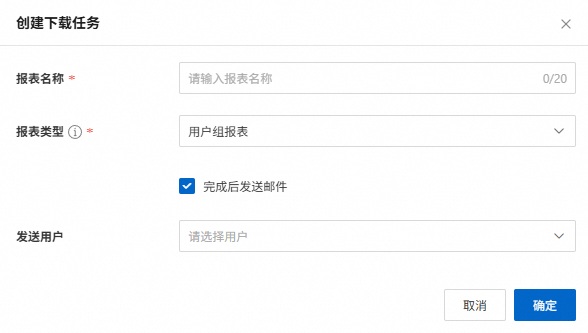 创建下载任务
报表名称 *
请输入报表名称 0/20
报表类型 *
用户组报表
完成后发送邮件
发送用户
请选择用户
取消 确定